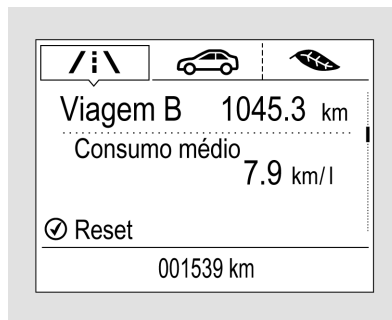 Viagem B 1045.3 km
Consumo médio
7.9 km/l
Reset
001539 km